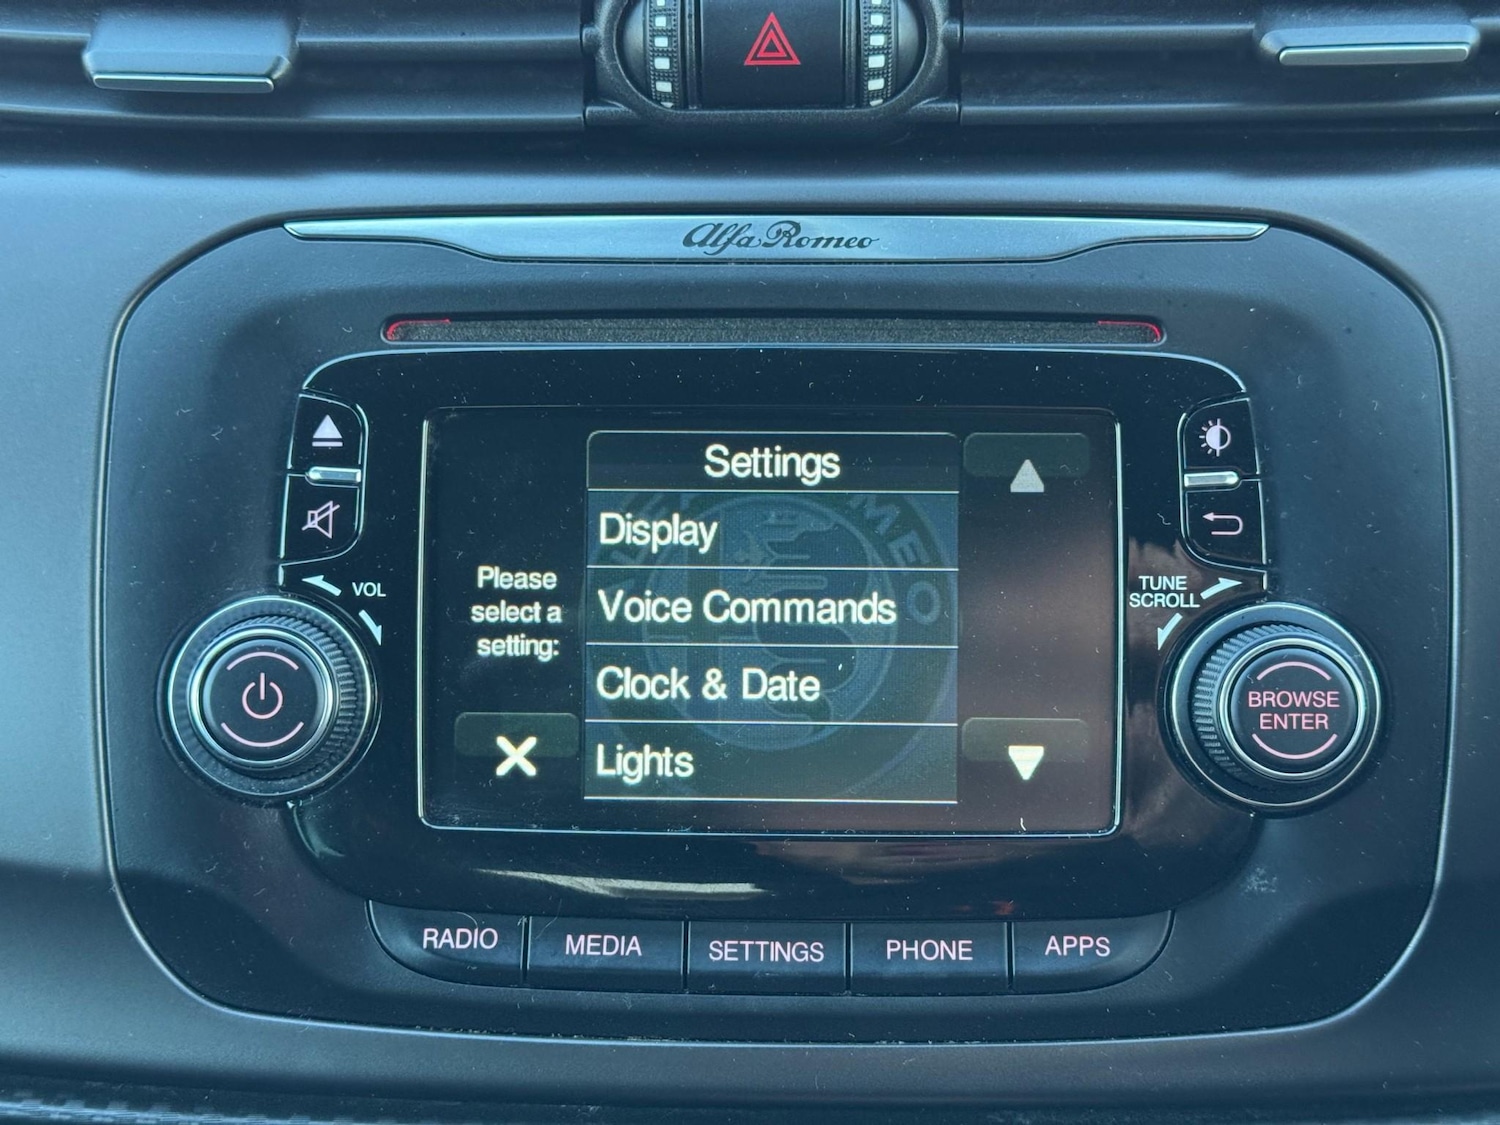 Alfa Romeo
Settings
Display
Please
select a
setting:
Voice Commands
Clock & Date
Lights
VOL
TUNE
SCROLL
BROWSE
ENTER
RADIO
MEDIA
SETTINGS
PHONE
APPS